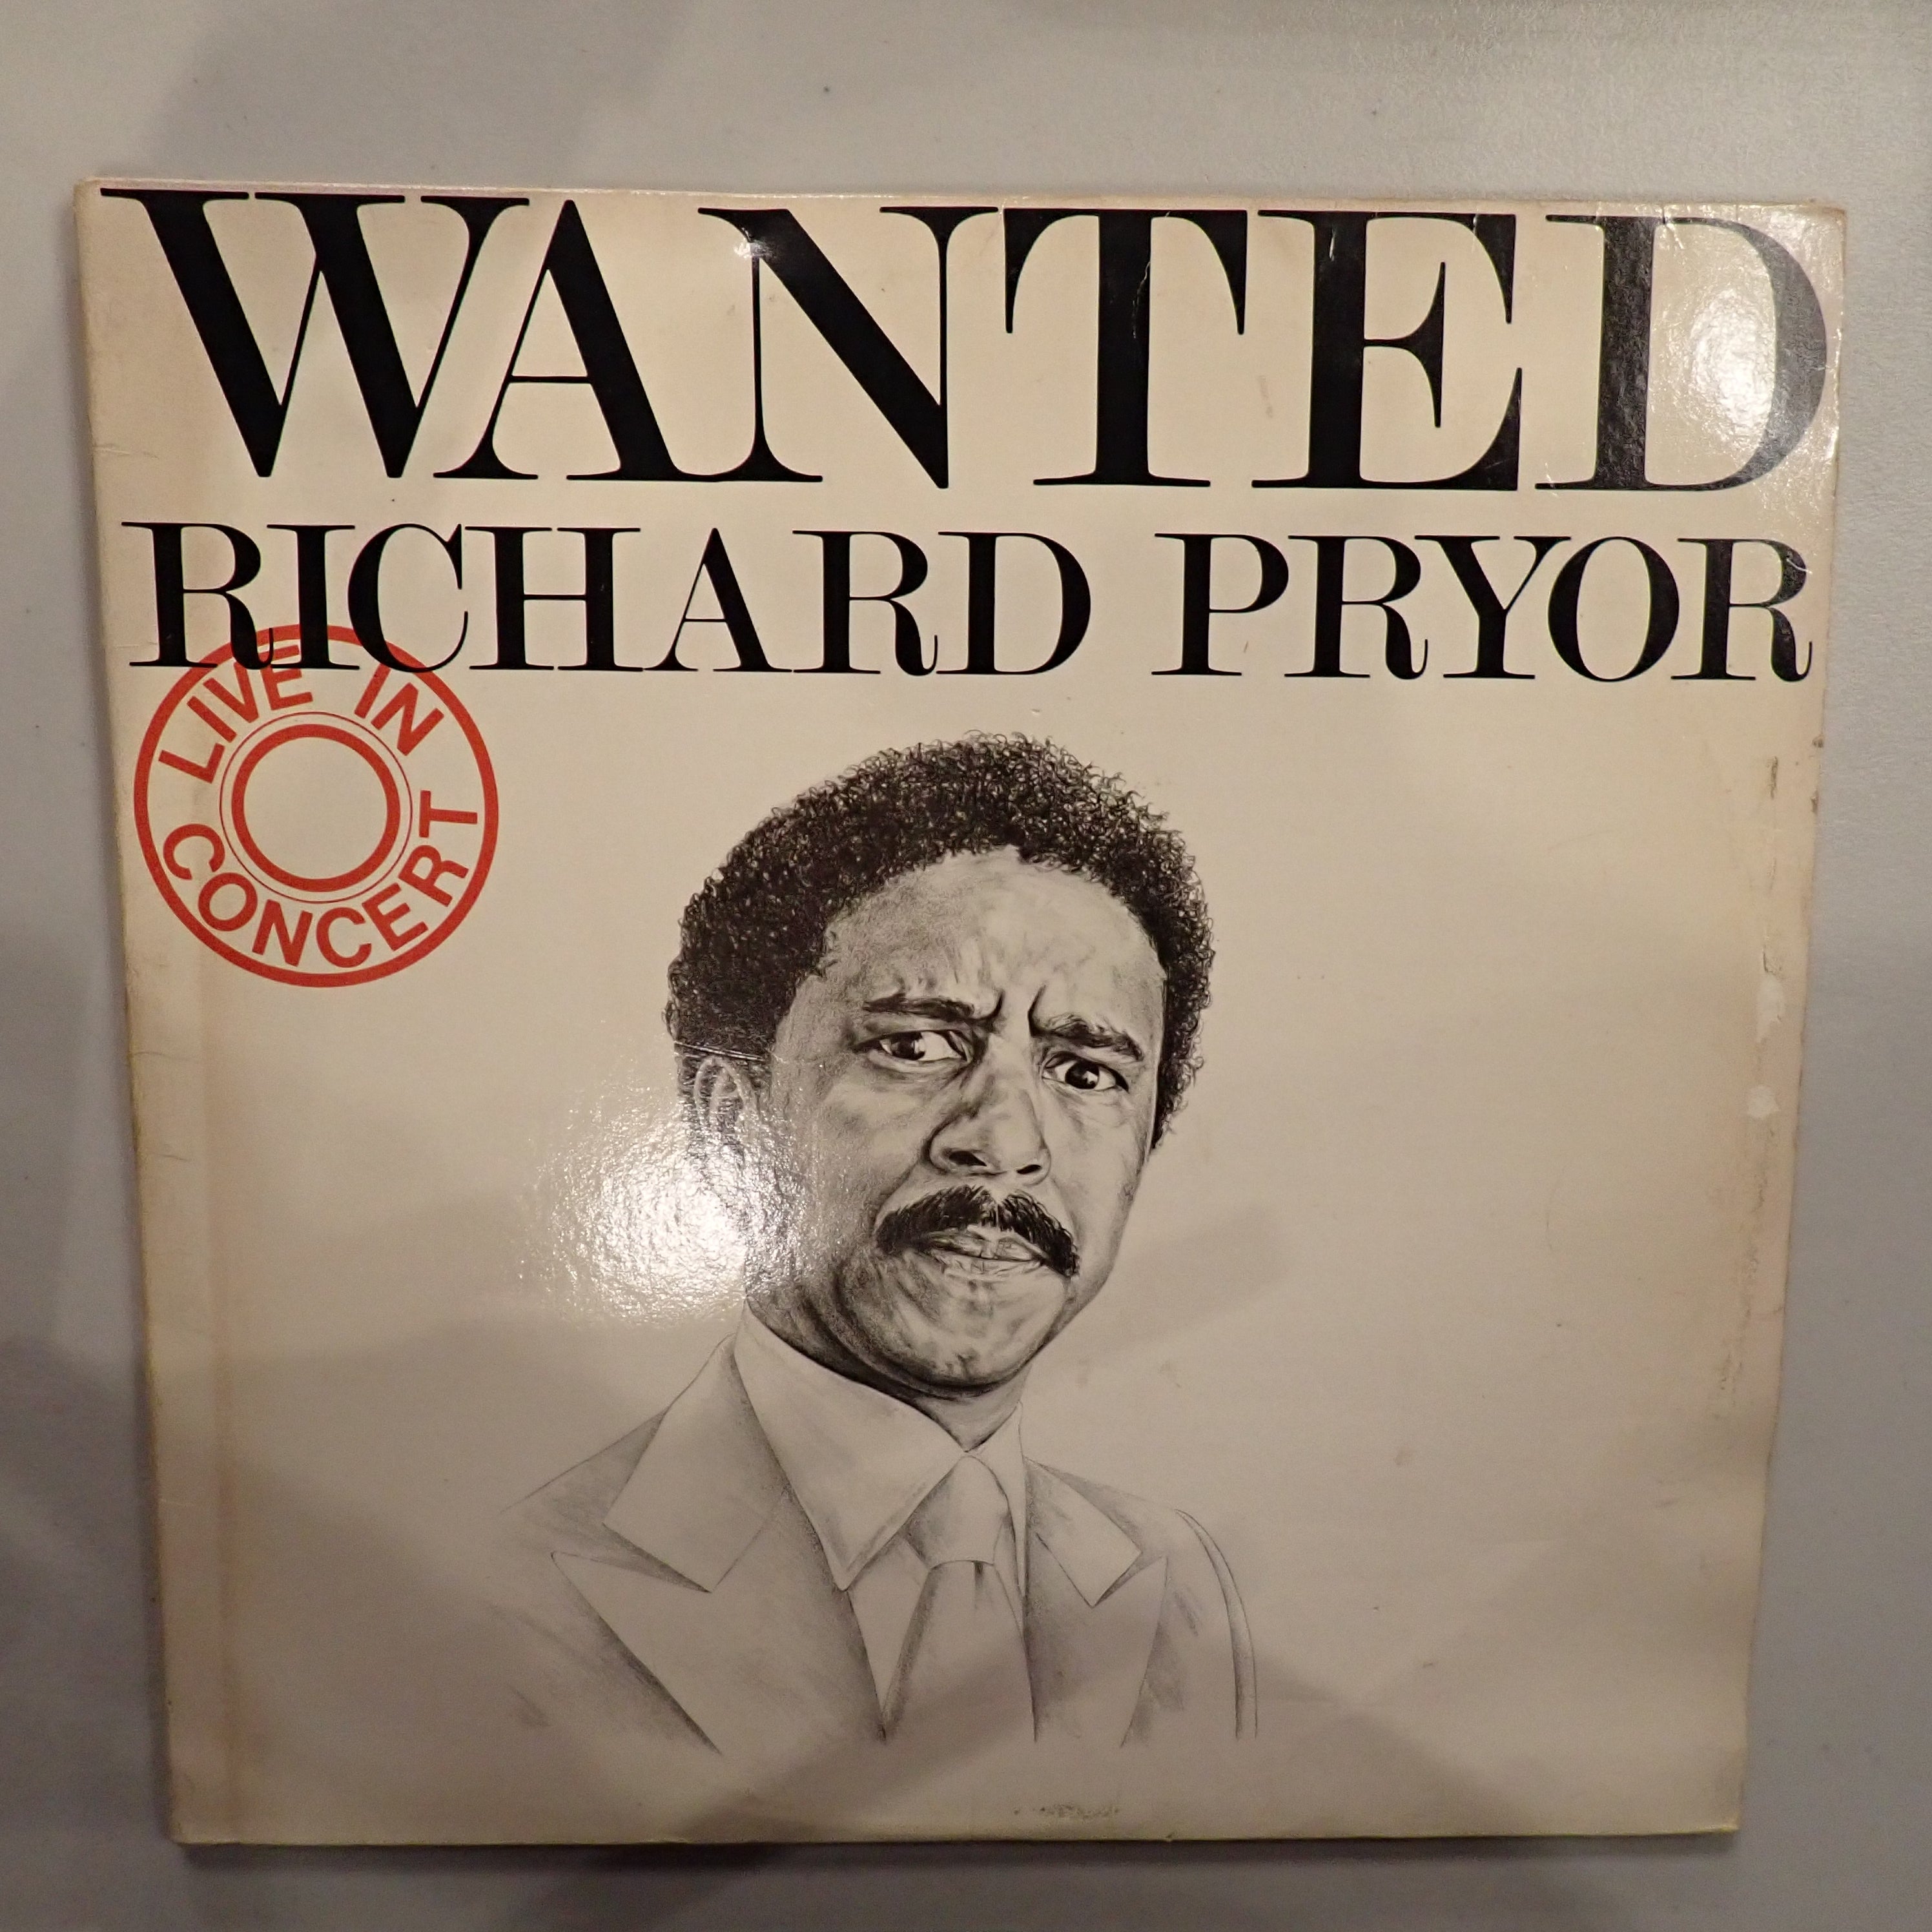 WANTED
RICHARD PRYOR
LIVE IN
CONCERT